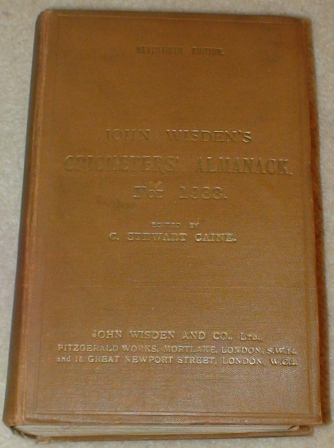 SEVENTIETH EDITION.
JOHN WISDEN'S
CRICKETERS' ALMANACK
For 1933.
EDITED BY
C. STEWART CAINE.
JOHN WISDEN AND CO., LTD.
FITZGERALD WORKS, MORTLAKE, LONDON, S.W.14.
and 15 GREAT NEWPORT STREET, LONDON, W.C.2.